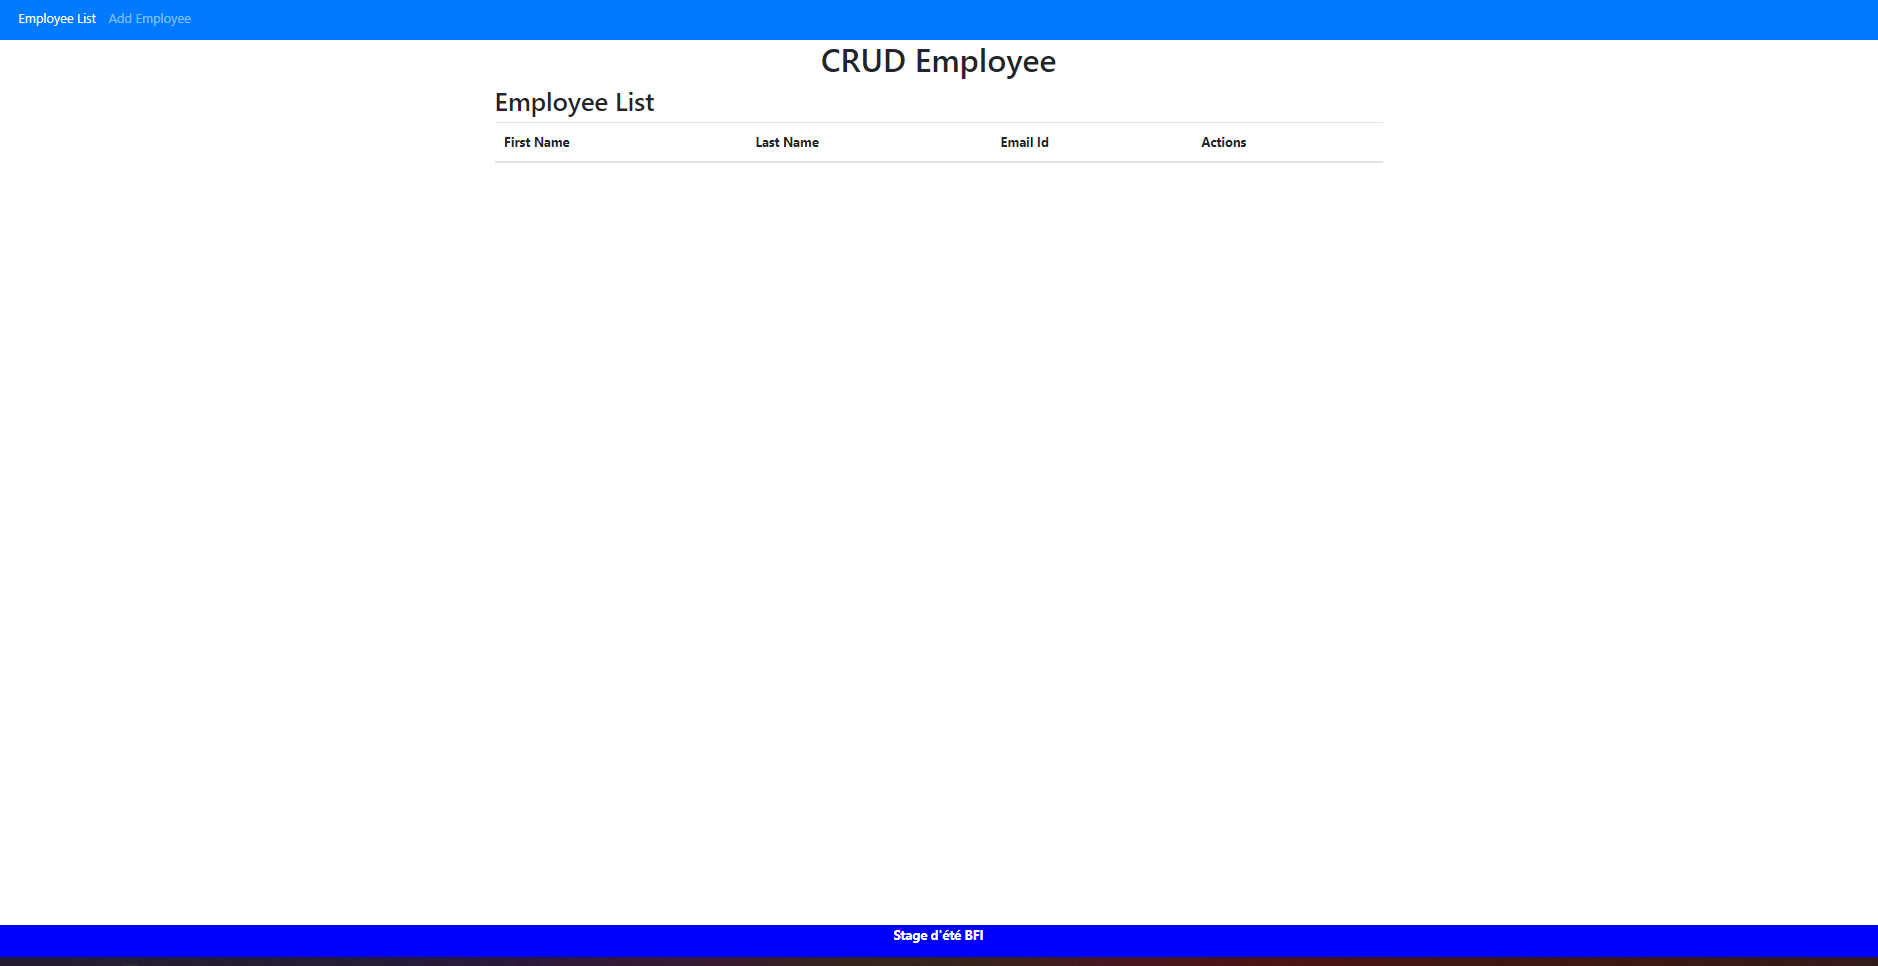 Employee List Add Employee
CRUD Employee
Employee List
First Name Last Name Email Id Actions
Stage d'été BFI